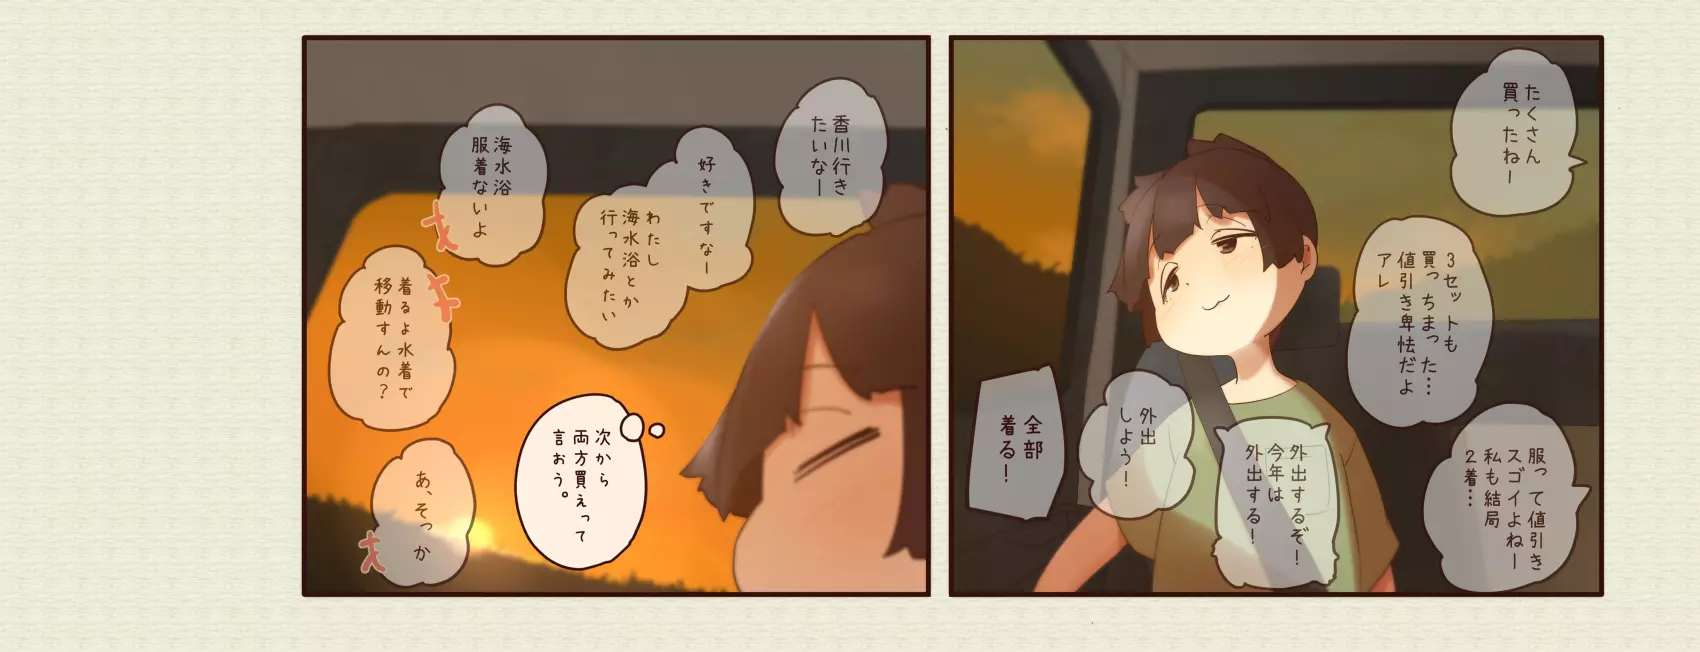 たくさん
買ったねー
3セットも
買っちまった…
値引き卑怯だよ
アレ
服って値引き
スゴイよねー
私も結局
2着…
外出するぞ！
今年は
外出する！
外出
しよう！
全部
着る！
香川行き
たいなー
好きですなー
わたし
海水浴とか
行ってみたい
海水浴
服着ないよ
着るよ水着で
移動すんの？
あ、そっか
次から
両方買えって
言おう。